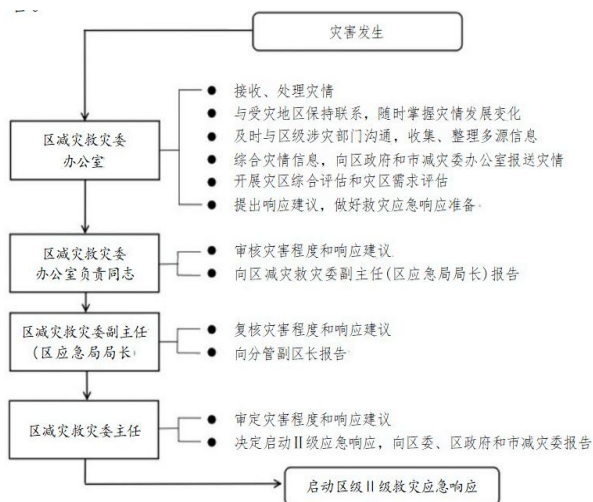 灾害发生
接收、处理灾情
与受灾地区保持联系，随时掌握灾情发展变化
及时与区级涉灾部门沟通，收集、整理多源信息
综合灾情信息，向区政府和市减灾委办公室报送灾情
开展灾区综合评估和灾区需求评估
提出响应建议，做好救灾应急响应准备
区减灾救灾委
办公室
审核灾害程度和响应建议
向区减灾救灾委副主任(区应急局局长)报告
区减灾救灾委
办公室负责同志
复核灾害程度和响应建议
向分管副区长报告
区减灾救灾委副主任
(区应急局局长)
审定灾害程度和响应建议
决定启动Ⅱ级应急响应，向区委、区政府和市减灾委报告
区减灾救灾委主任
启动区级Ⅱ级救灾应急响应